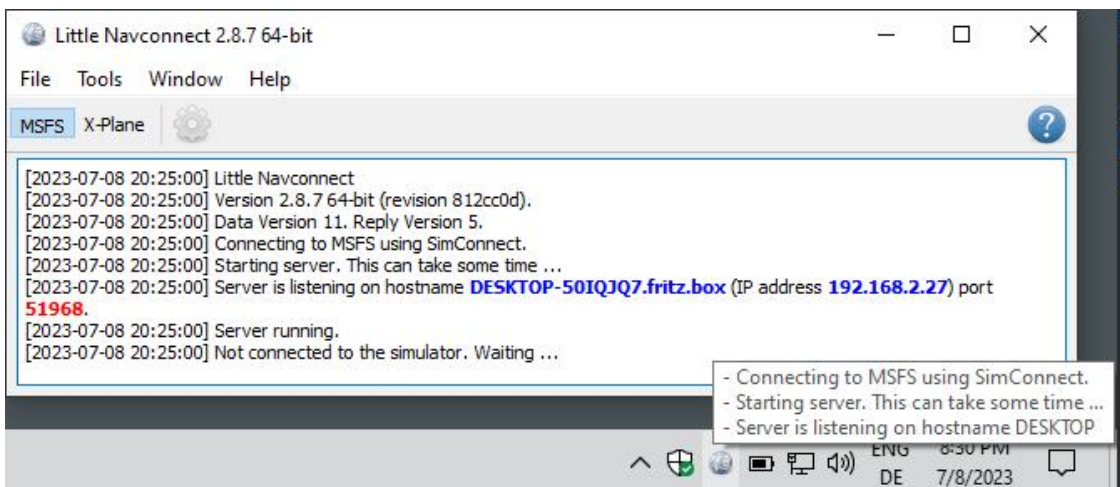 Little Navconnect 2.8.7 64-bit
File Tools Window Help
MSFS X-Plane
?
[2023-07-08 20:25:00] Little Navconnect
[2023-07-08 20:25:00] Version 2.8.7 64-bit (revision 812cc0d).
[2023-07-08 20:25:00] Data Version 11. Reply Version 5.
[2023-07-08 20:25:00] Connecting to MSFS using SimConnect.
[2023-07-08 20:25:00] Starting server. This can take some time ...
[2023-07-08 20:25:00] Server is listening on hostname DESKTOP-50IQJQ7.fritz.box (IP address 192.168.2.27) port
51968.
[2023-07-08 20:25:00] Server running.
[2023-07-08 20:25:00] Not connected to the simulator. Waiting ...
- Connecting to MSFS using SimConnect.
- Starting server. This can take some time ...
- Server is listening on hostname DESKTOP
ENG 8:30 PM
DE 7/8/2023